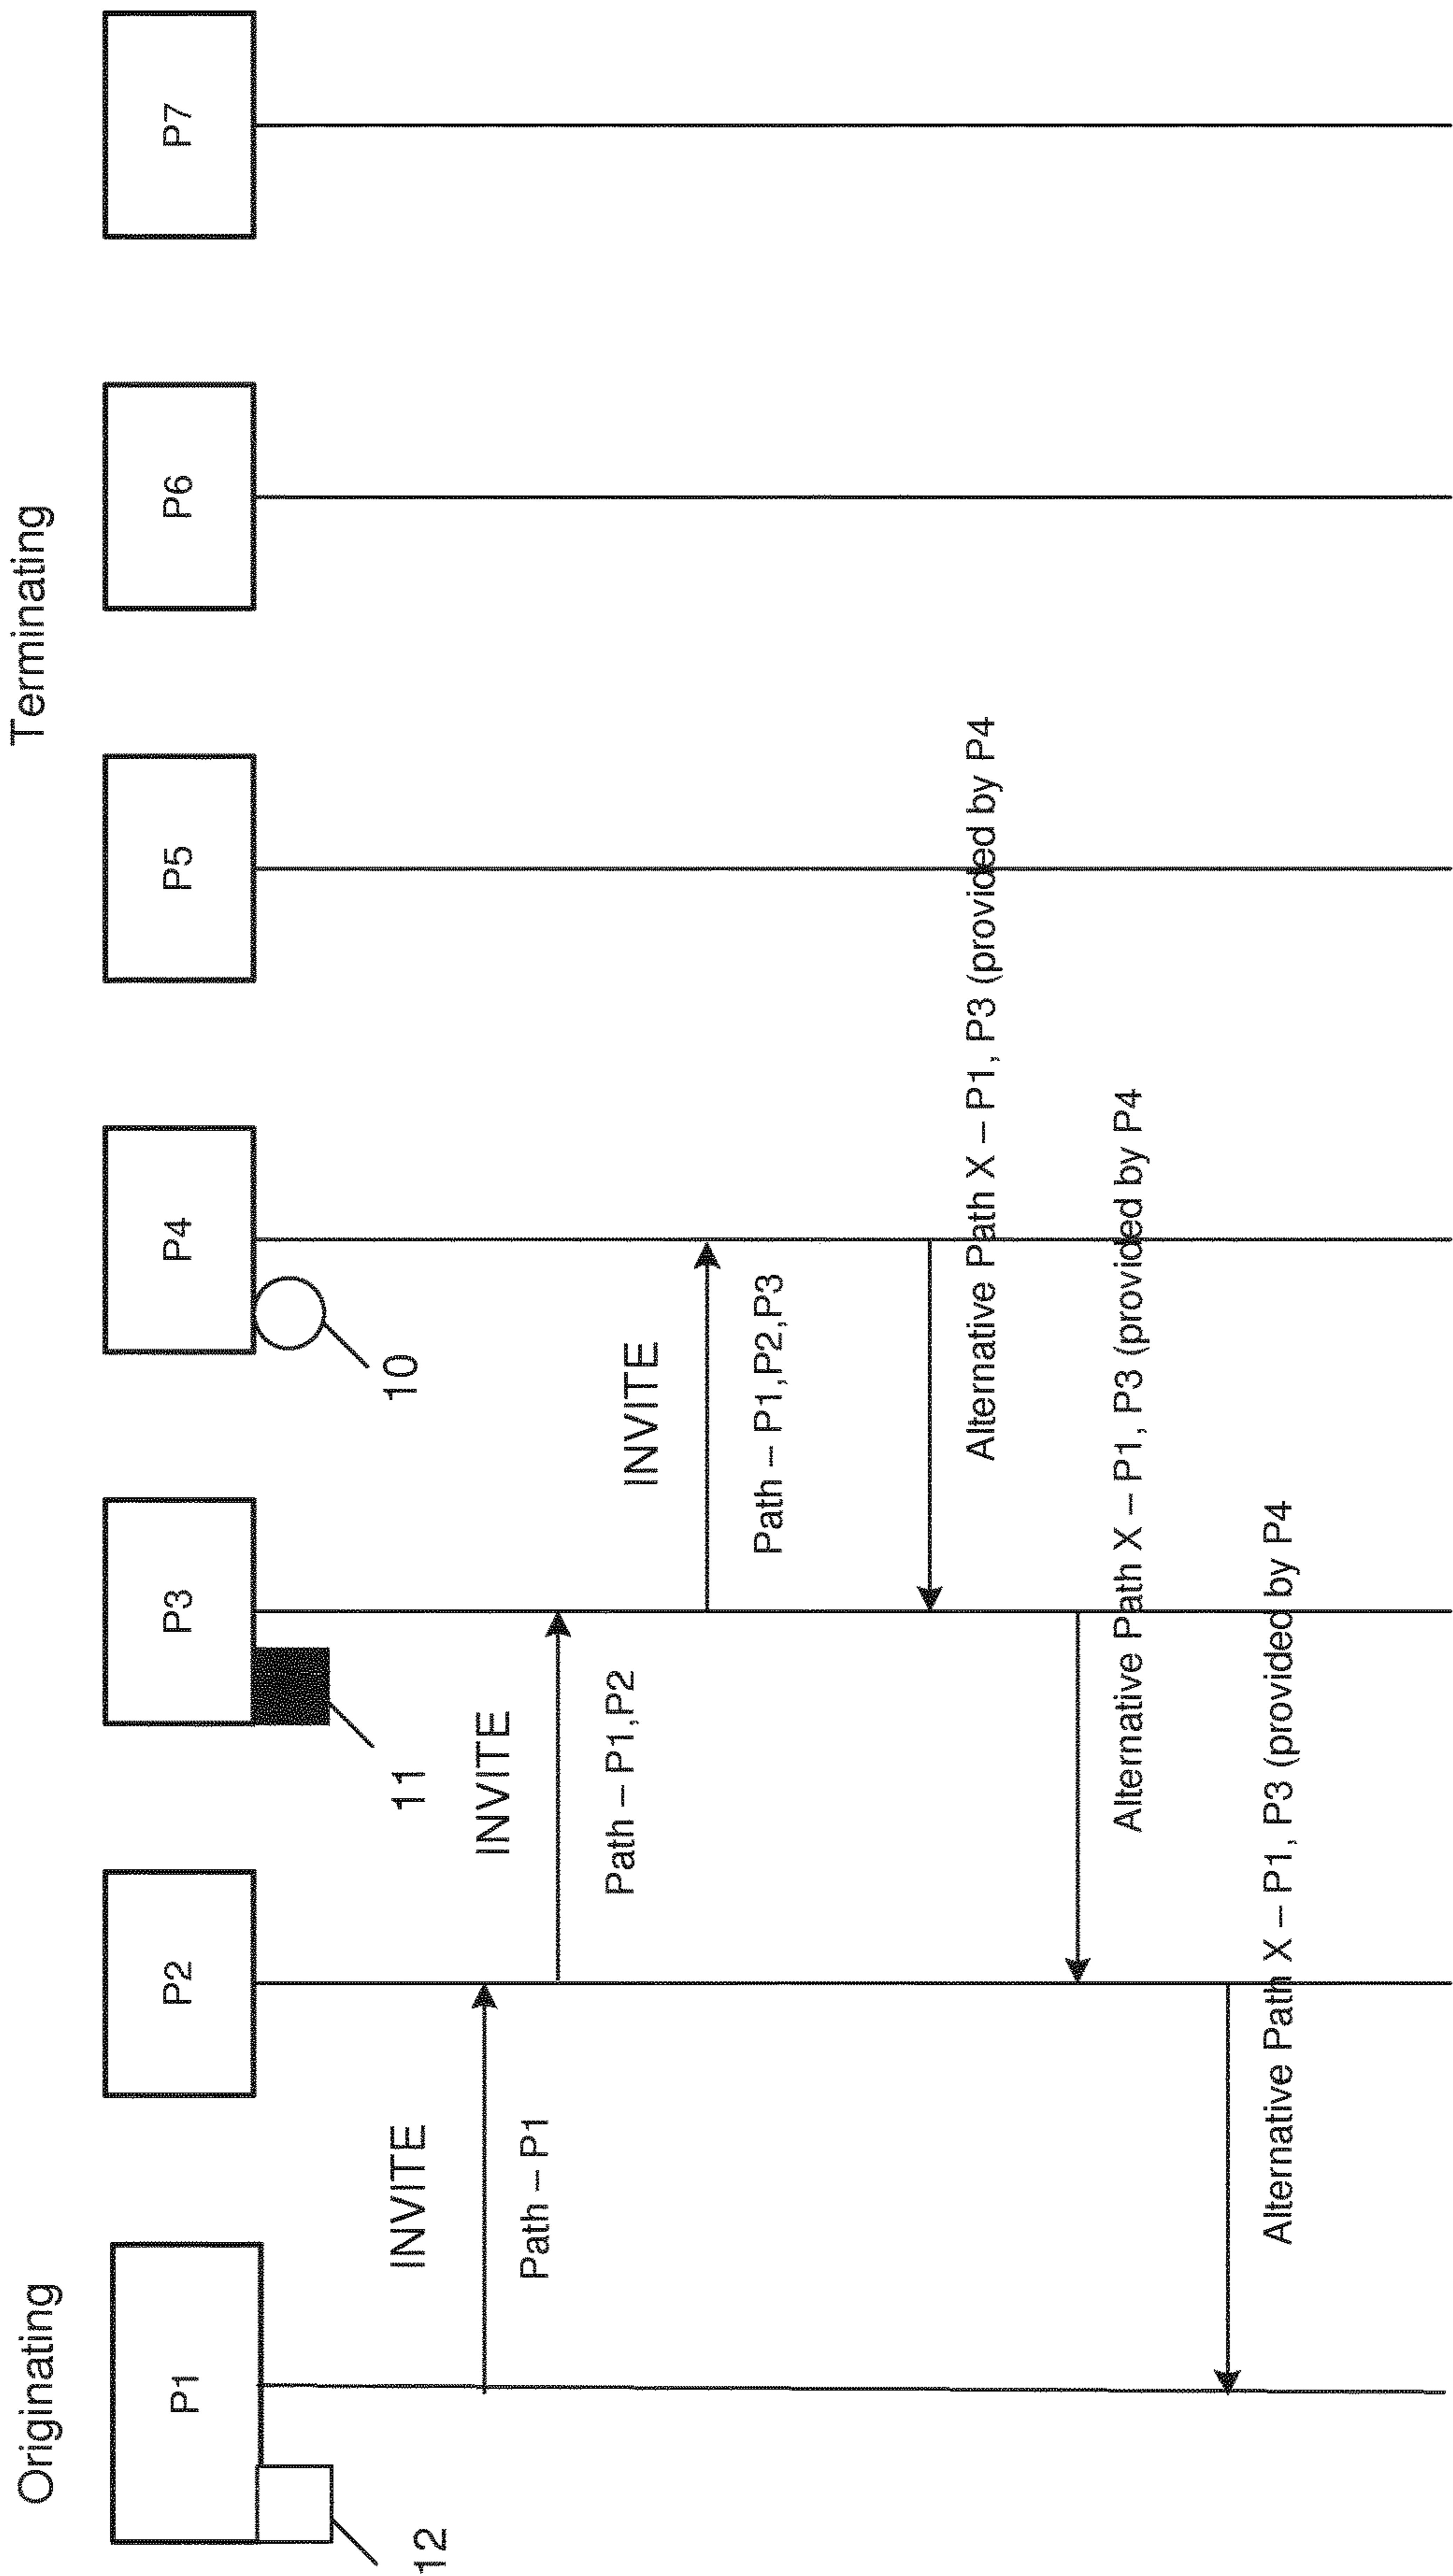 Originating
Terminating
P1
P2
P3
P4
P5
P6
P7
12
11
10
INVITE
Path – P1
INVITE
Path – P1,P2
INVITE
Path – P1,P2,P3
Alternative Path X – P1, P3 (provided by P4
Alternative Path X – P1, P3 (provided by P4
Alternative Path X – P1, P3 (provided by P4